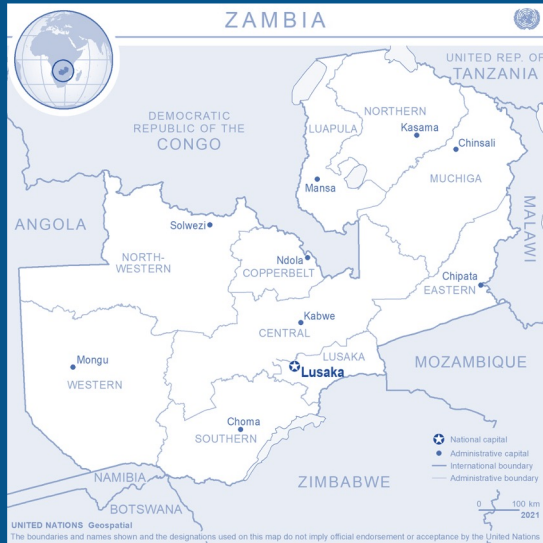 ZAMBIA
UNITED REP. OF
TANZANIA
DEMOCRATIC
REPUBLIC OF THE
CONGO
NORTHERN
LUAPULA
Kasama
Chinsali
Mansa
MUCHIGA
ANGOLA
MALAWI
Solwezi
NORTH-
WESTERN
Ndola
COPPERBELT
Chipata
EASTERN
Kabwe
CENTRAL
LUSAKA
Lusaka
Mongu
WESTERN
MOZAMBIQUE
Choma
SOUTHERN
National capital
Administrative capital
International boundary
Administrative boundary
NAMIBIA
ZIMBABWE
BOTSWANA
0 100 km
2021
UNITED NATIONS Geospatial
The boundaries and names shown and the designations used on this map do not imply official endorsement or acceptance by the United Nations